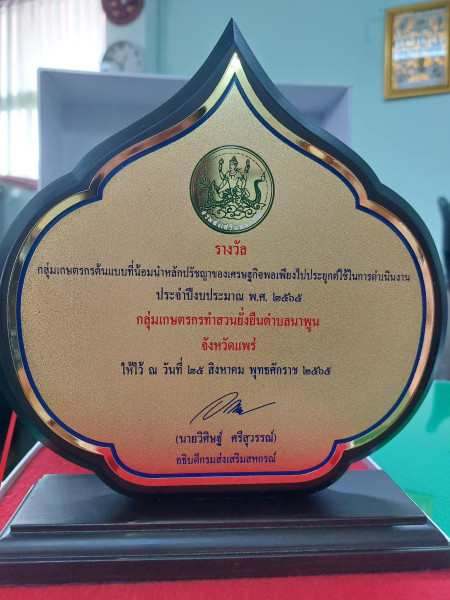 รางวัล
กลุ่มเกษตรกรต้นแบบที่น้อมนำหลักปรัชญาของเศรษฐกิจพอเพียงไปประยุกต์ใช้ในการดำเนินงาน
ประจำปีงบประมาณ พ.ศ. ๒๕๖๕
กลุ่มเกษตรกรทำสวนยั่งยืนตำบลนาพูน
จังหวัดแพร่
ให้ไว้ ณ วันที่ ๒๕ สิงหาคม พุทธศักราช ๒๕๖๕
(นายวิศิษฐ์ ศรีสุวรรณ์)
อธิบดีกรมส่งเสริมสหกรณ์